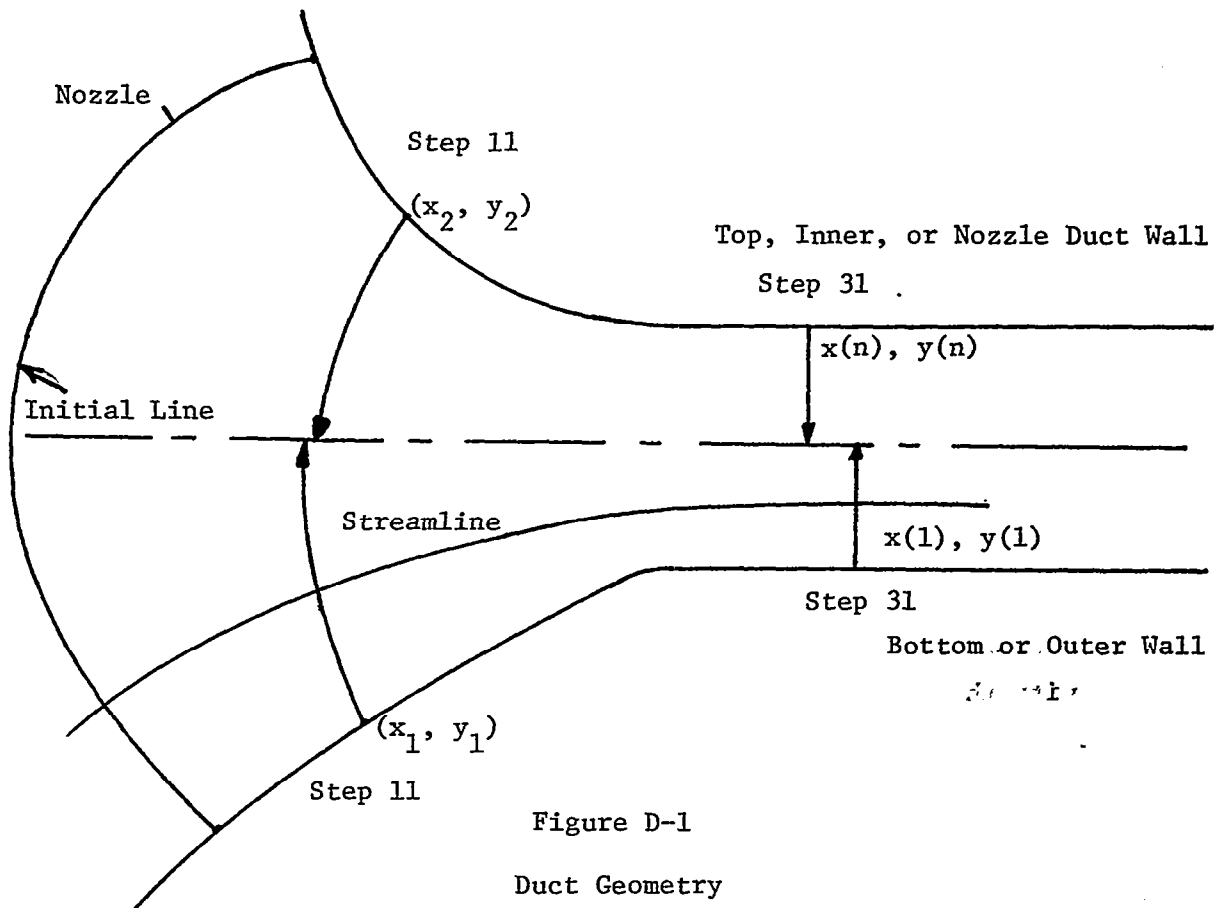 Nozzle
Step 11
(x₂, y₂)
Top, Inner, or Nozzle Duct Wall
Step 31
x(n), y(n)
Initial Line
Streamline
x(1), y(1)
Step 31
Bottom or Outer Wall
(x₁, y₁)
Step 11
Figure D-1
Duct Geometry